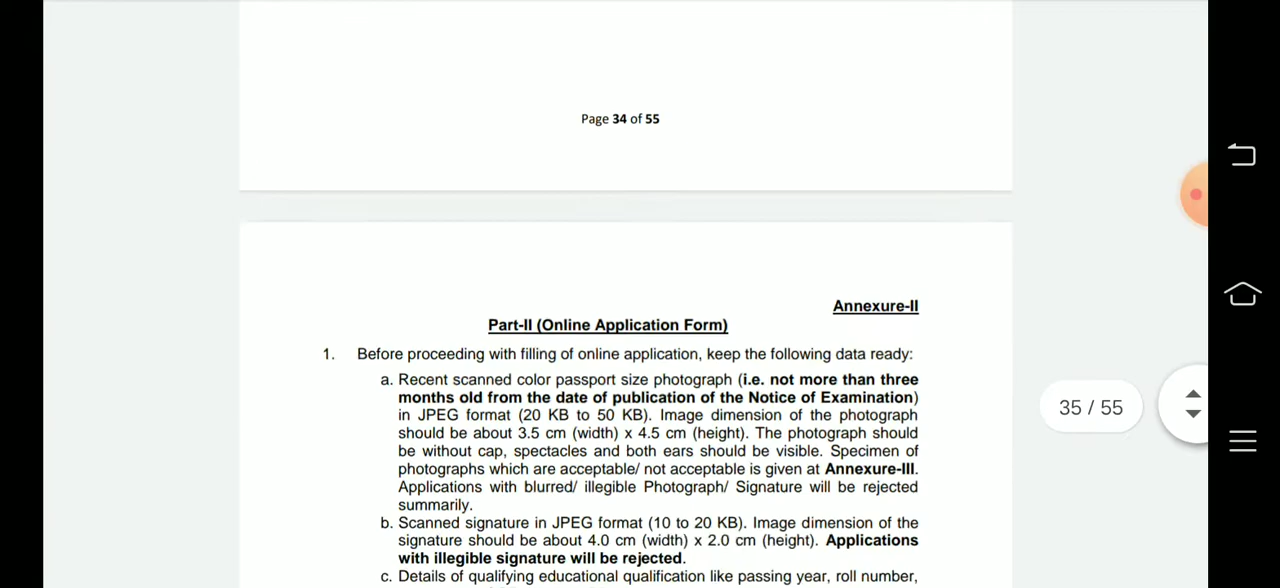 Page 34 of 55
Annexure-II
Part-II (Online Application Form)
1. Before proceeding with filling of online application, keep the following data ready:
a. Recent scanned color passport size photograph (i.e. not more than three
months old from the date of publication of the Notice of Examination)
in JPEG format (20 KB to 50 KB). Image dimension of the photograph
should be about 3.5 cm (width) x 4.5 cm (height). The photograph should
be without cap, spectacles and both ears should be visible. Specimen of
photographs which are acceptable/ not acceptable is given at Annexure-III.
Applications with blurred/ illegible Photograph/ Signature will be rejected
summarily.
b. Scanned signature in JPEG format (10 to 20 KB). Image dimension of the
signature should be about 4.0 cm (width) x 2.0 cm (height). Applications
with illegible signature will be rejected.
c. Details of qualifying educational qualification like passing year, roll number,
35 / 55